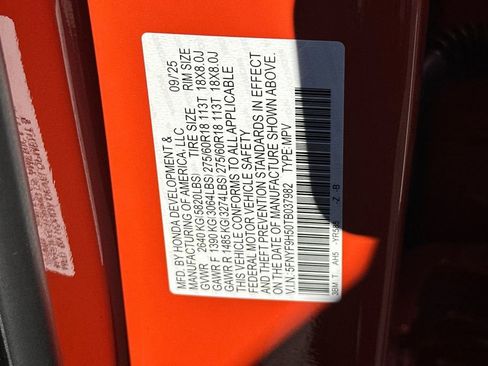 MFD. BY HONDA DEVELOPMENT &
MANUFACTURING OF AMERICA, LLC 09/25
TIRE SIZE RIM SIZE
GVWR 2640 KG(5820LBS)
GAWR F 1390 KG(3064LBS) 275/60R18 113T 18X8.0J
GAWR R 1485 KG(3274LBS) 275/60R18 113T 18X8.0J
THIS VEHICLE CONFORMS TO ALL APPLICABLE
FEDERAL MOTOR VEHICLE SAFETY
AND THEFT PREVENTION STANDARDS IN EFFECT
ON THE DATE OF MANUFACTURE SHOWN ABOVE.
V.I.N: 5FNYF9H50TB037982 TYPE: MPV